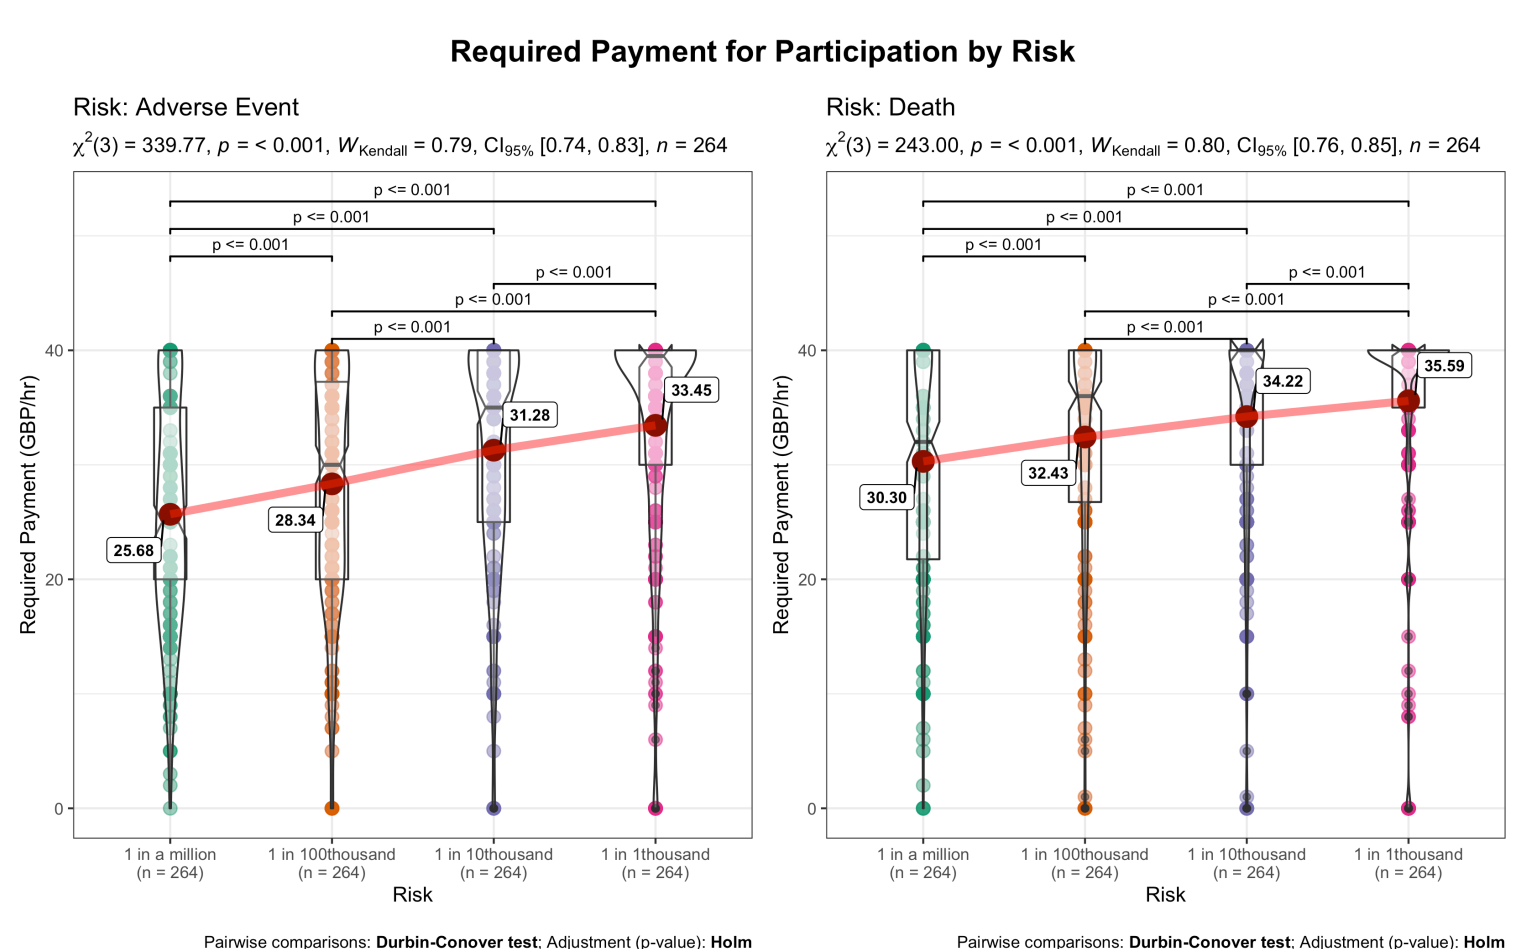 Required Payment for Participation by Risk
Risk: Adverse Event
χ2(3) = 339.77, p = < 0.001, WKendall = 0.79, CI95% [0.74, 0.83], n = 264
p <= 0.001
p <= 0.001
p <= 0.001
p <= 0.001
p <= 0.001
p <= 0.001
40
20
0
Required Payment (GBP/hr)
25.68
28.34
31.28
33.45
1 in a million
(n = 264)
1 in 100thousand
(n = 264)
1 in 10thousand
(n = 264)
1 in 1thousand
(n = 264)
Risk
Pairwise comparisons: Durbin-Conover test; Adjustment (p-value): Holm
Risk: Death
χ2(3) = 243.00, p = < 0.001, WKendall = 0.80, CI95% [0.76, 0.85], n = 264
p <= 0.001
p <= 0.001
p <= 0.001
p <= 0.001
p <= 0.001
p <= 0.001
40
20
0
Required Payment (GBP/hr)
30.30
32.43
34.22
35.59
1 in a million
(n = 264)
1 in 100thousand
(n = 264)
1 in 10thousand
(n = 264)
1 in 1thousand
(n = 264)
Risk
Pairwise comparisons: Durbin-Conover test; Adjustment (p-value): Holm